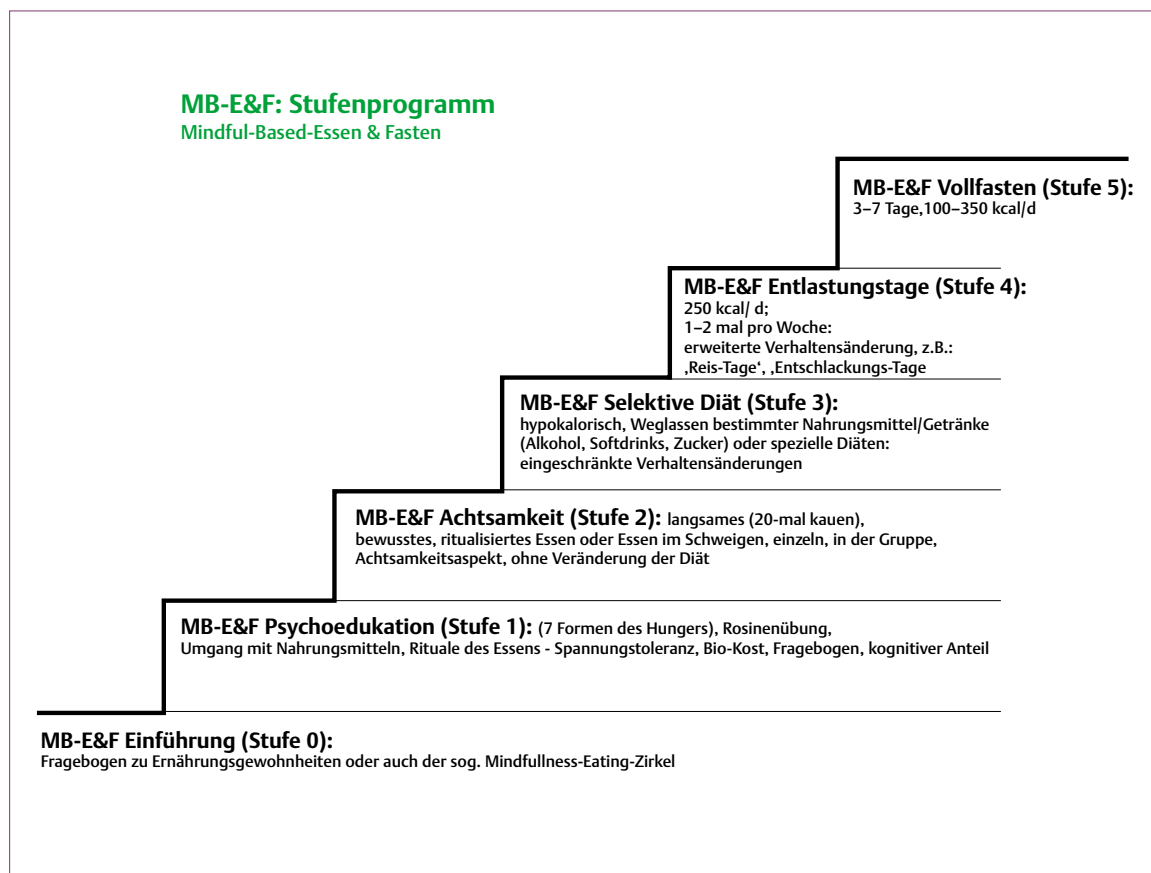 MB-E&F: Stufenprogramm
Mindful-Based-Essen & Fasten
MB-E&F Vollfasten (Stufe 5):
3–7 Tage,100–350 kcal/d
MB-E&F Entlastungstage (Stufe 4):
250 kcal/ d;
1–2 mal pro Woche:
erweiterte Verhaltensänderung, z.B.:
‚Reis-Tage‘, ‚Entschlackungs-Tage
MB-E&F Selektive Diät (Stufe 3):
hypokalorisch, Weglassen bestimmter Nahrungsmittel/Getränke
(Alkohol, Softdrinks, Zucker) oder spezielle Diäten:
eingeschränkte Verhaltensänderungen
MB-E&F Achtsamkeit (Stufe 2): langsames (20-mal kauen),
bewusstes, ritualisiertes Essen oder Essen im Schweigen, einzeln, in der Gruppe,
Achtsamkeitsaspekt, ohne Veränderung der Diät
MB-E&F Psychoedukation (Stufe 1): (7 Formen des Hungers), Rosinenübung,
Umgang mit Nahrungsmitteln, Rituale des Essens - Spannungstoleranz, Bio-Kost, Fragebogen, kognitiver Anteil
MB-E&F Einführung (Stufe 0):
Fragebogen zu Ernährungsgewohnheiten oder auch der sog. Mindfullness-Eating-Zirkel